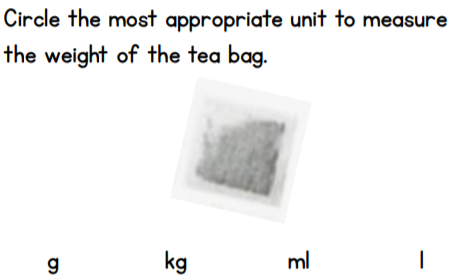 Circle the most appropriate unit to measure
the weight of the tea bag.
g kg ml l